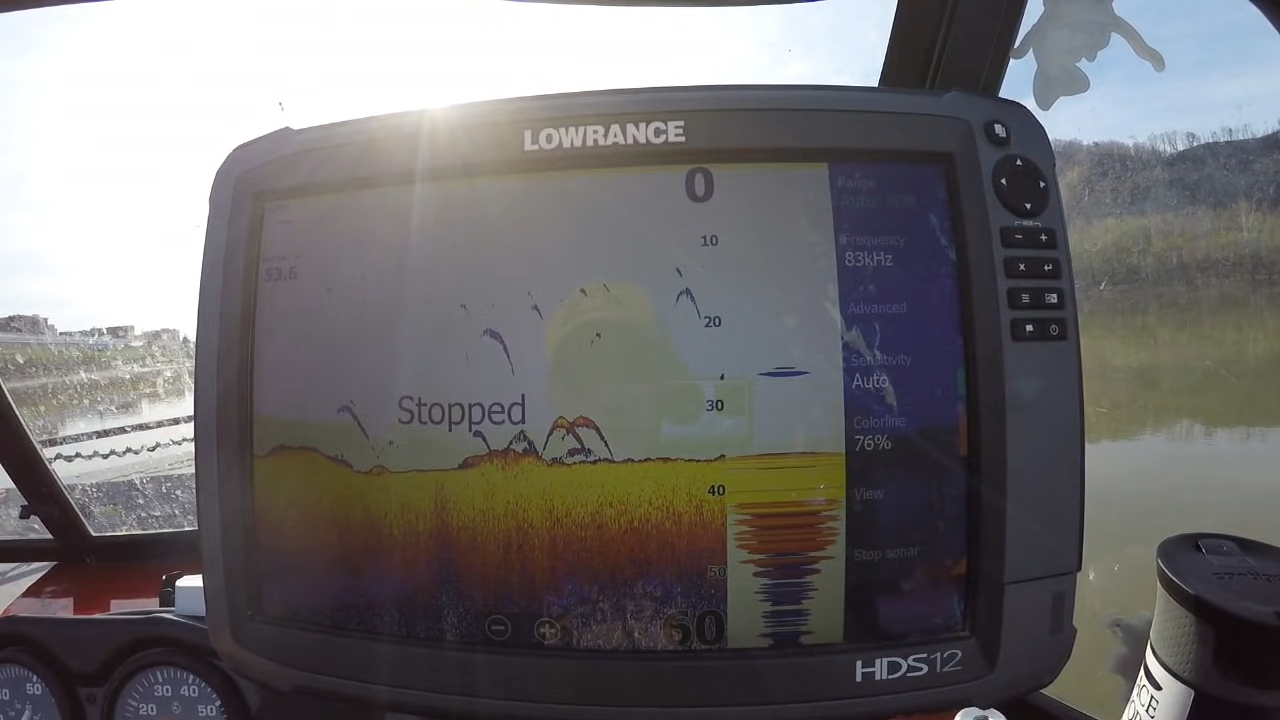 LOWRANCE
0
10
20
30
40
50
60
53.6
Stopped
Range
Frequency
83kHz
Advanced
Sensitivity
Auto
Colorline
76%
View
Stop sonar
HDS12
50
30 40
20 50